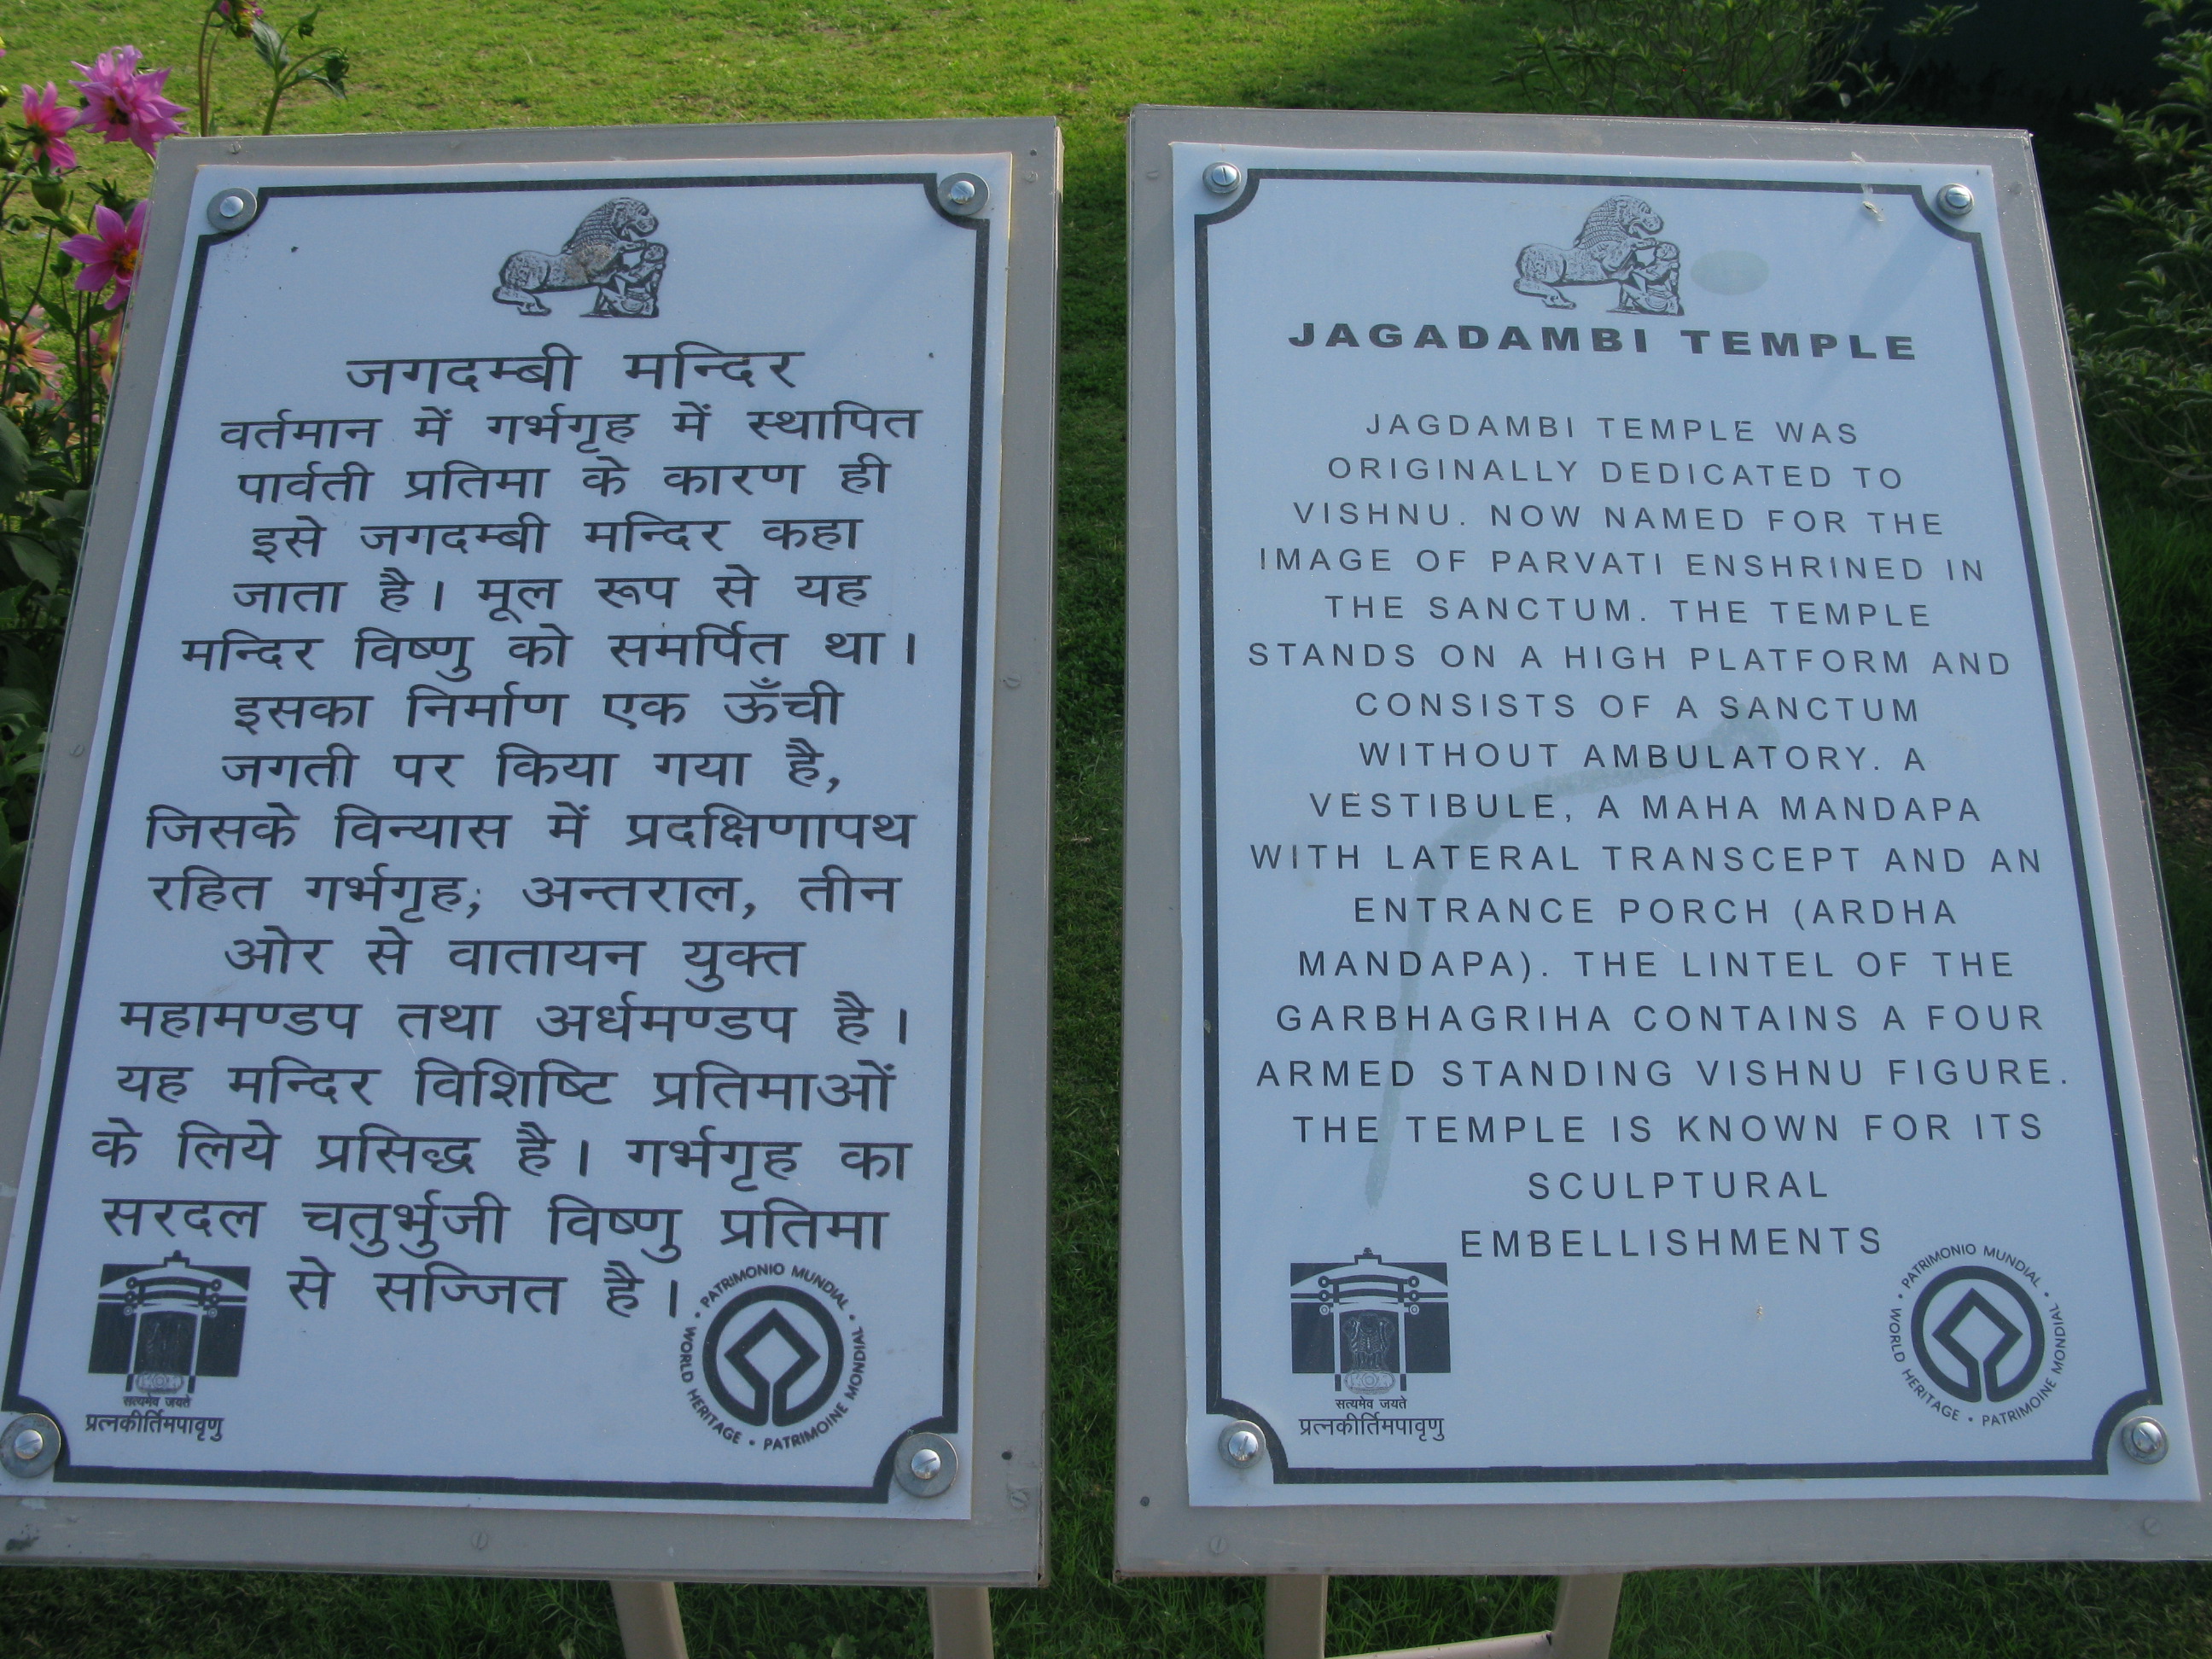 जगदम्बी मन्दिर
वर्तमान में गर्भगृह में स्थापित
पार्वती प्रतिमा के कारण ही
इसे जगदम्बी मन्दिर कहा
जाता है। मूल रूप से यह
मन्दिर विष्णु को समर्पित था।
इसका निर्माण एक ऊँची
जगती पर किया गया है,
जिसके विन्यास में प्रदक्षिणापथ
रहित गर्भगृह; अन्तराल, तीन
ओर से वातायन युक्त
महामण्डप तथा अर्धमण्डप है।
यह मन्दिर विशिष्टि प्रतिमाओं
के लिये प्रसिद्ध है। गर्भगृह का
सरदल चतुर्भुजी विष्णु प्रतिमा
से सज्जित है।
सत्यमेव जयते
प्रत्नकीर्तिमपावृणु
WORLD HERITAGE • PATRIMONIO MUNDIAL • PATRIMOINE MONDIAL •
JAGADAMBI TEMPLE
JAGDAMBI TEMPLE WAS
ORIGINALLY DEDICATED TO
VISHNU. NOW NAMED FOR THE
IMAGE OF PARVATI ENSHRINED IN
THE SANCTUM. THE TEMPLE
STANDS ON A HIGH PLATFORM AND
CONSISTS OF A SANCTUM
WITHOUT AMBULATORY. A
VESTIBULE, A MAHA MANDAPA
WITH LATERAL TRANSCEPT AND AN
ENTRANCE PORCH (ARDHA
MANDAPA). THE LINTEL OF THE
GARBHAGRIHA CONTAINS A FOUR
ARMED STANDING VISHNU FIGURE.
THE TEMPLE IS KNOWN FOR ITS
SCULPTURAL
EMBELLISHMENTS
सत्यमेव जयते
प्रत्नकीर्तिमपावृणु
WORLD HERITAGE • PATRIMONIO MUNDIAL • PATRIMOINE MONDIAL •